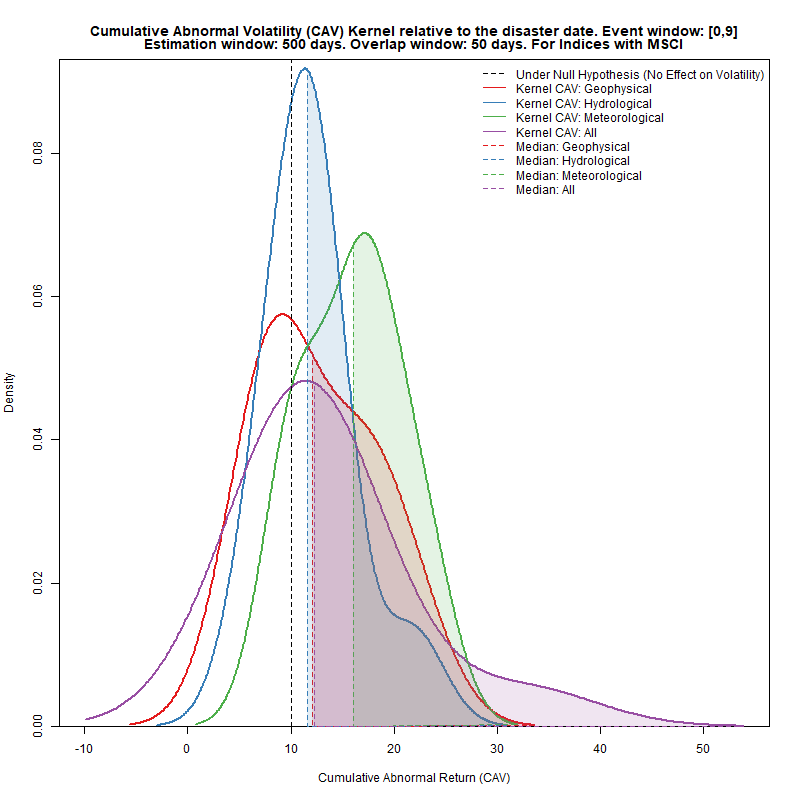 Cumulative Abnormal Volatility (CAV) Kernel relative to the disaster date. Event window: [0,9]
Estimation window: 500 days. Overlap window: 50 days. For Indices with MSCI
Under Null Hypothesis (No Effect on Volatility)
Kernel CAV: Geophysical
Kernel CAV: Hydrological
Kernel CAV: Meteorological
Kernel CAV: All
Median: Geophysical
Median: Hydrological
Median: Meteorological
Median: All
Density
0.08
0.06
0.04
0.02
0.00
-10 0 10 20 30 40 50
Cumulative Abnormal Return (CAV)